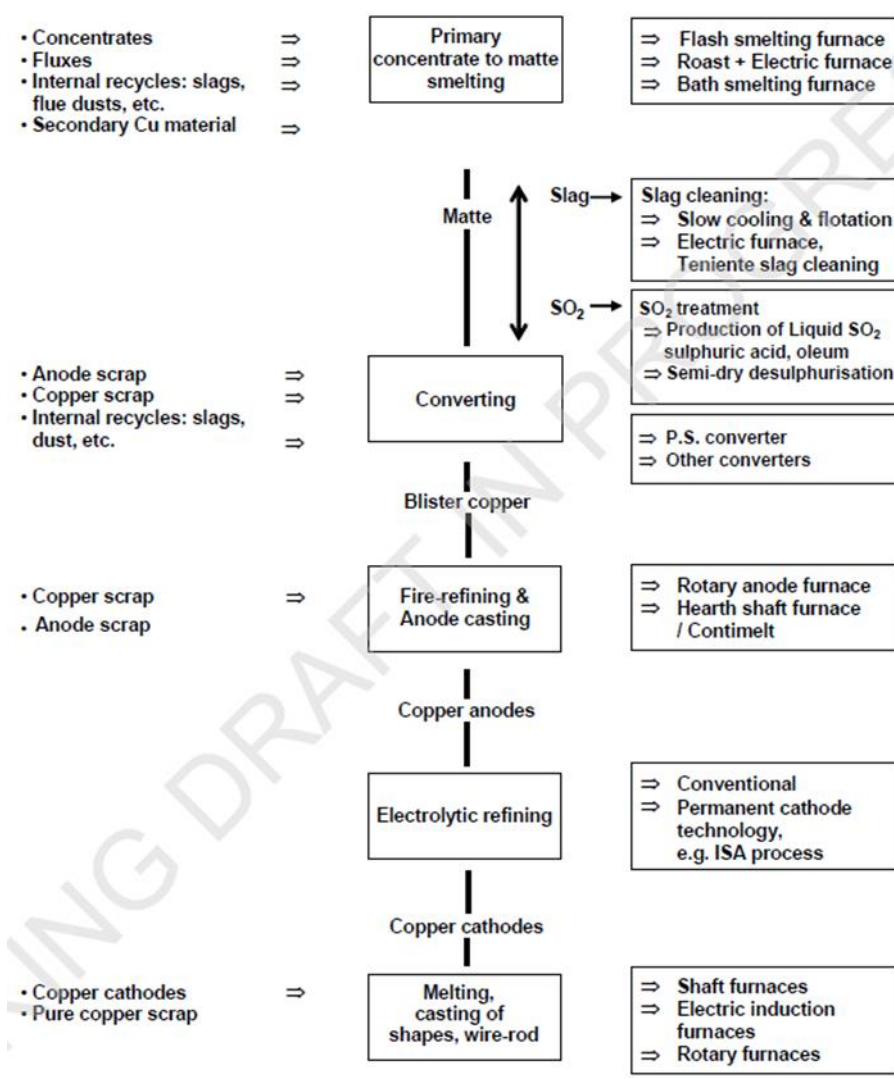 • Concentrates ⇒
• Fluxes ⇒
• Internal recycles: slags, ⇒
flue dusts, etc.
• Secondary Cu material ⇒
Primary
concentrate to matte
smelting
⇒ Flash smelting furnace
⇒ Roast + Electric furnace
⇒ Bath smelting furnace
Matte
Slag
Slag cleaning:
⇒ Slow cooling & flotation
⇒ Electric furnace,
Teniente slag cleaning
SO₂
SO₂ treatment
⇒ Production of Liquid SO₂
sulphuric acid, oleum
⇒ Semi-dry desulphurisation
• Anode scrap ⇒
• Copper scrap ⇒
• Internal recycles: slags,
dust, etc. ⇒
Converting
⇒ P.S. converter
⇒ Other converters
Blister copper
• Copper scrap ⇒
• Anode scrap
Fire-refining &
Anode casting
⇒ Rotary anode furnace
⇒ Hearth shaft furnace
/ Contimelt
Copper anodes
Electrolytic refining
⇒ Conventional
⇒ Permanent cathode
technology,
e.g. ISA process
Copper cathodes
• Copper cathodes ⇒
• Pure copper scrap
Melting,
casting of
shapes, wire-rod
⇒ Shaft furnaces
⇒ Electric induction
furnaces
⇒ Rotary furnaces
ING DRAFT IN PROGRE